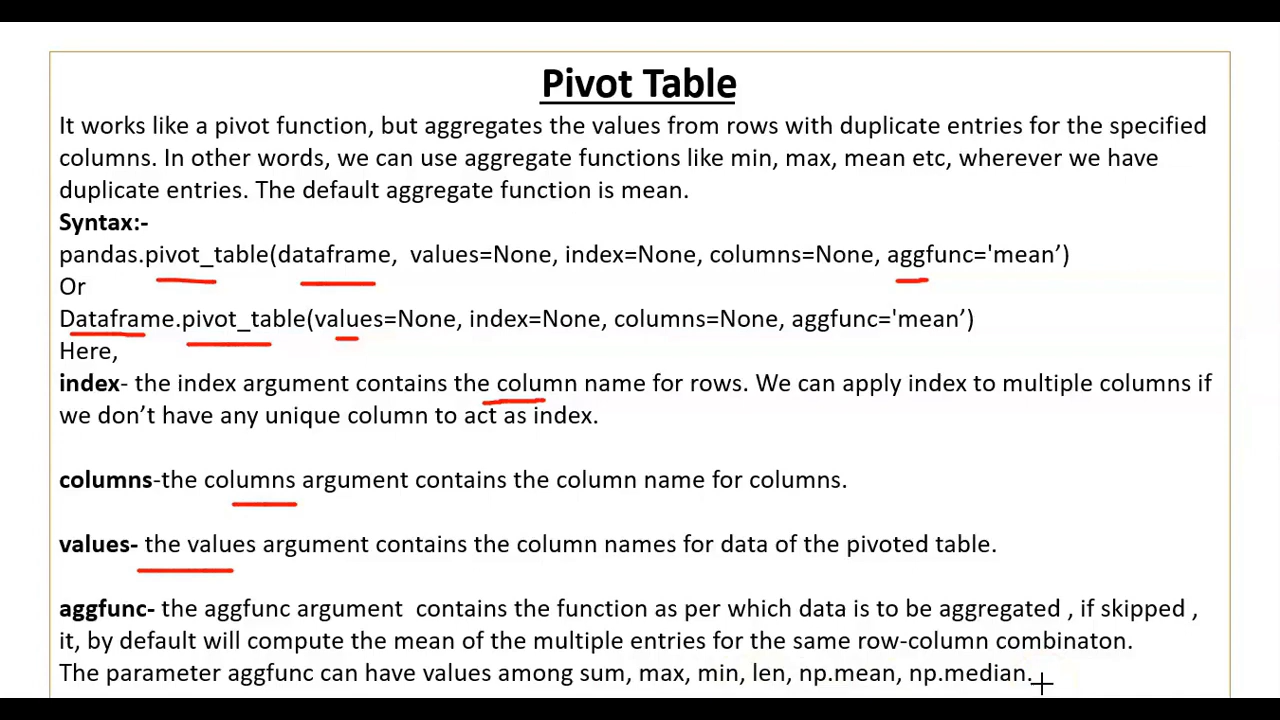 Pivot Table
It works like a pivot function, but aggregates the values from rows with duplicate entries for the specified
columns. In other words, we can use aggregate functions like min, max, mean etc, wherever we have
duplicate entries. The default aggregate function is mean.
Syntax:-
pandas.pivot_table(dataframe,  values=None, index=None, columns=None, aggfunc='mean’)
Or
Dataframe.pivot_table(values=None, index=None, columns=None, aggfunc='mean’)
Here,
index- the index argument contains the column name for rows. We can apply index to multiple columns if
we don’t have any unique column to act as index.
columns-the columns argument contains the column name for columns.
values- the values argument contains the column names for data of the pivoted table.
aggfunc- the aggfunc argument  contains the function as per which data is to be aggregated , if skipped ,
it, by default will compute the mean of the multiple entries for the same row-column combinaton.
The parameter aggfunc can have values among sum, max, min, len, np.mean, np.median.